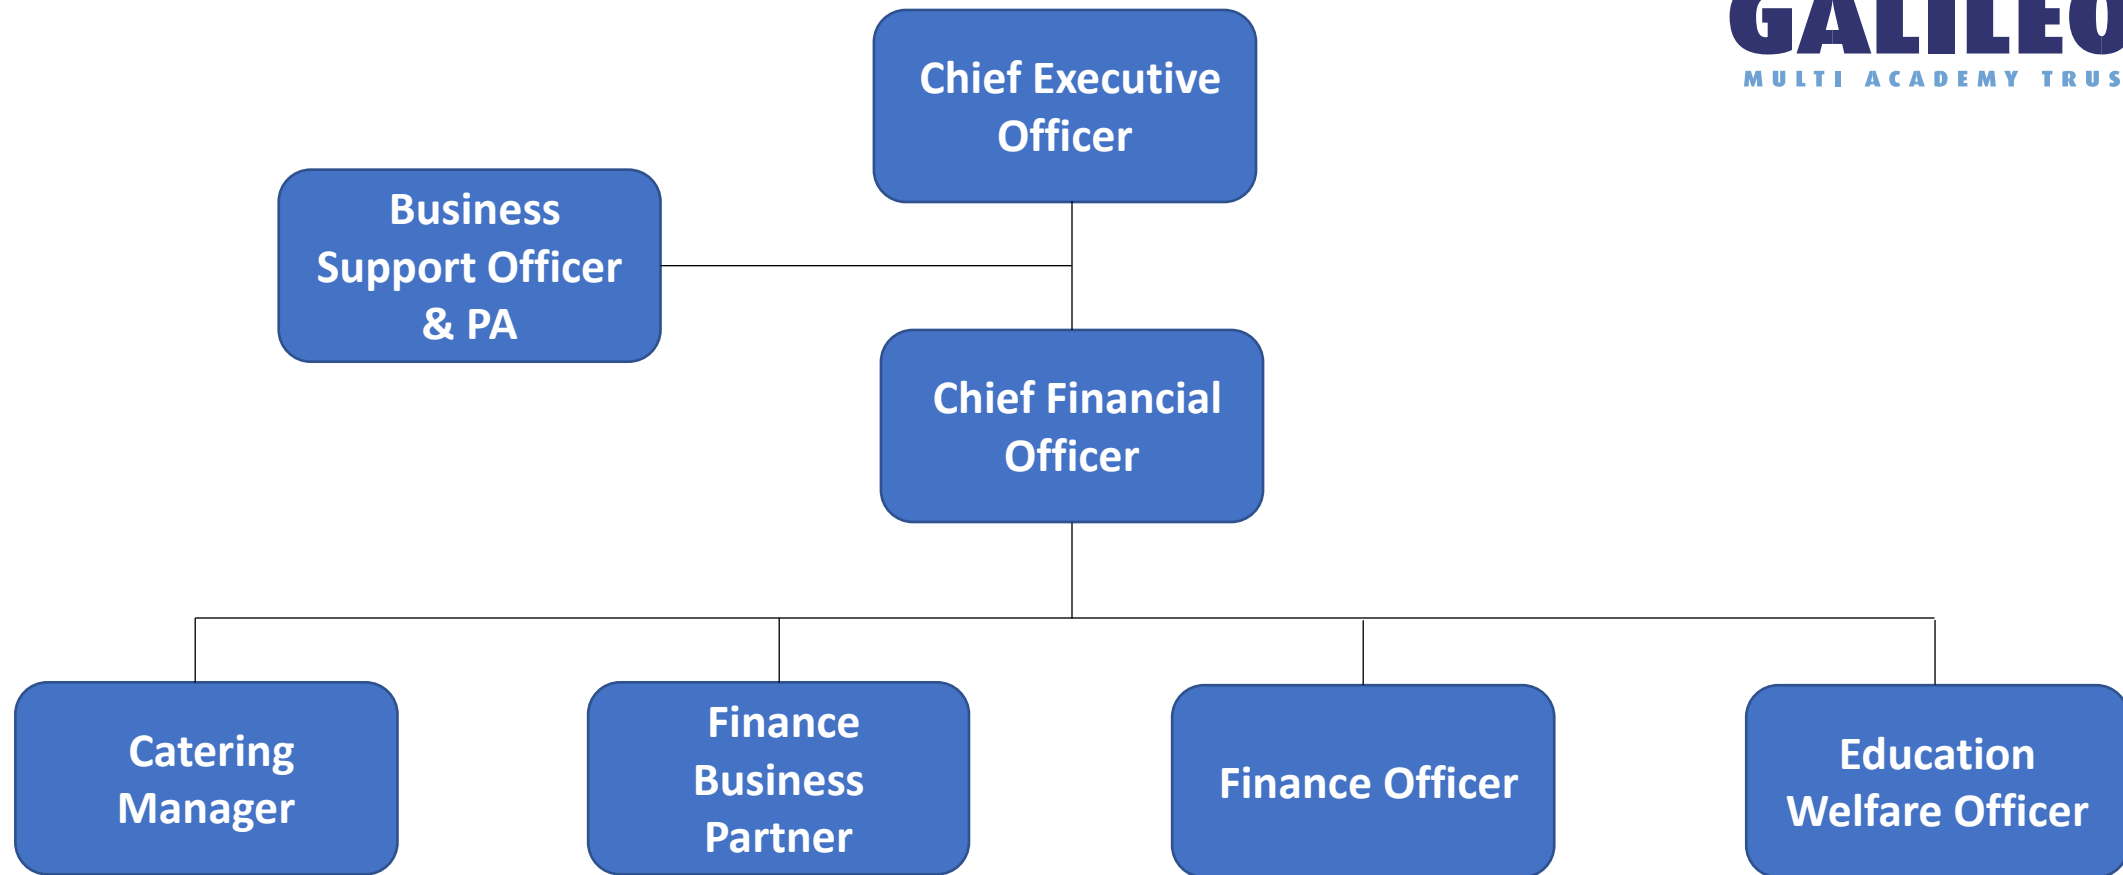 GALILEO
MULTI ACADEMY TRUS
Chief Executive
Officer
Business
Support Officer
& PA
Chief Financial
Officer
Catering
Manager
Finance
Business
Partner
Finance Officer
Education
Welfare Officer